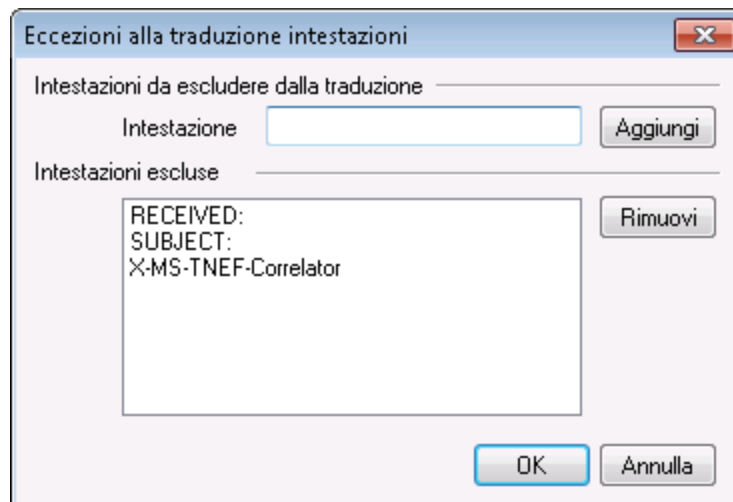 Eccezioni alla traduzione intestazioni
Intestazioni da escludere dalla traduzione
Intestazione
Aggiungi
Intestazioni escluse
RECEIVED:
SUBJECT:
X-MS-TNEF-Correlator
Rimuovi
OK
Annulla